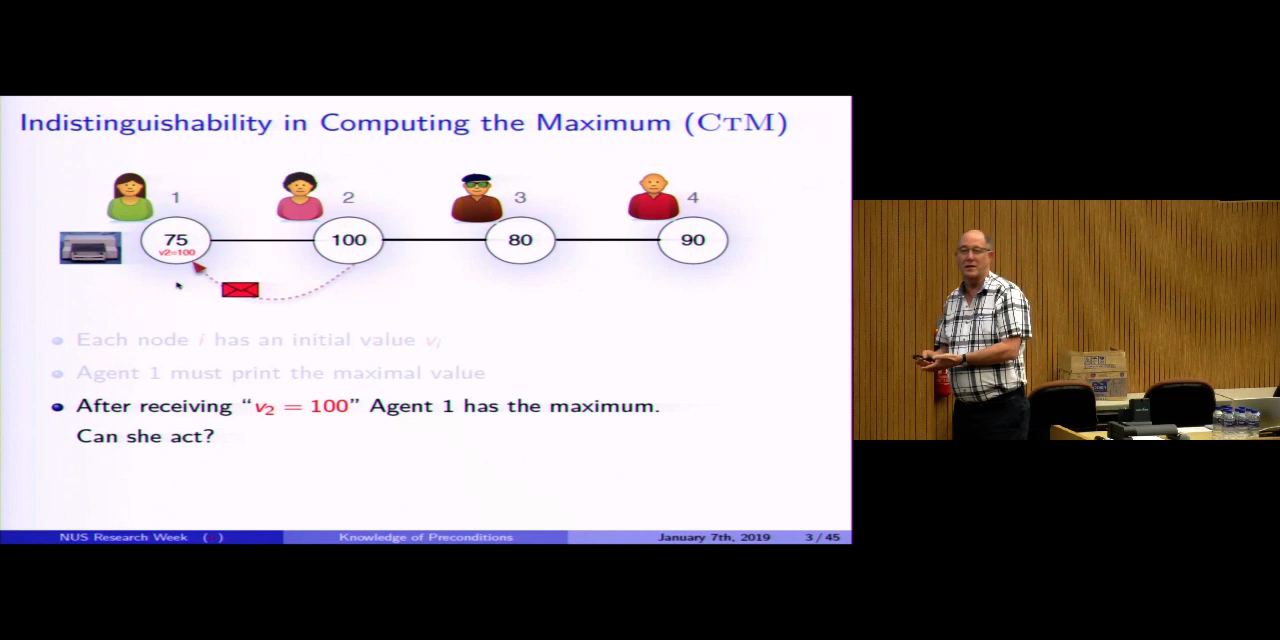 Indistinguishability in Computing the Maximum (CTM)
1 2 3 4
75 100 80 90
v2=100
Each node i has an initial value vi
Agent 1 must print the maximal value
After receiving "v2 = 100" Agent 1 has the maximum.
Can she act?
NUS Research Week () Knowledge of Preconditions January 7th, 2019 3 / 45